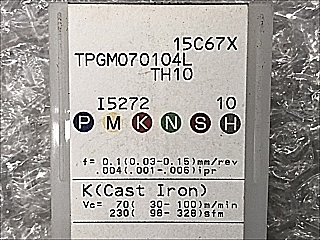 15C67X
TPGM070104L
TH10
I5272 10
P M K N S H
f= 0.1(0.03-0.15)mm/rev
.004(.001-.006)ipr
K(Cast Iron)
Vc= 70( 30- 100)m/min
230( 98- 328)sfm